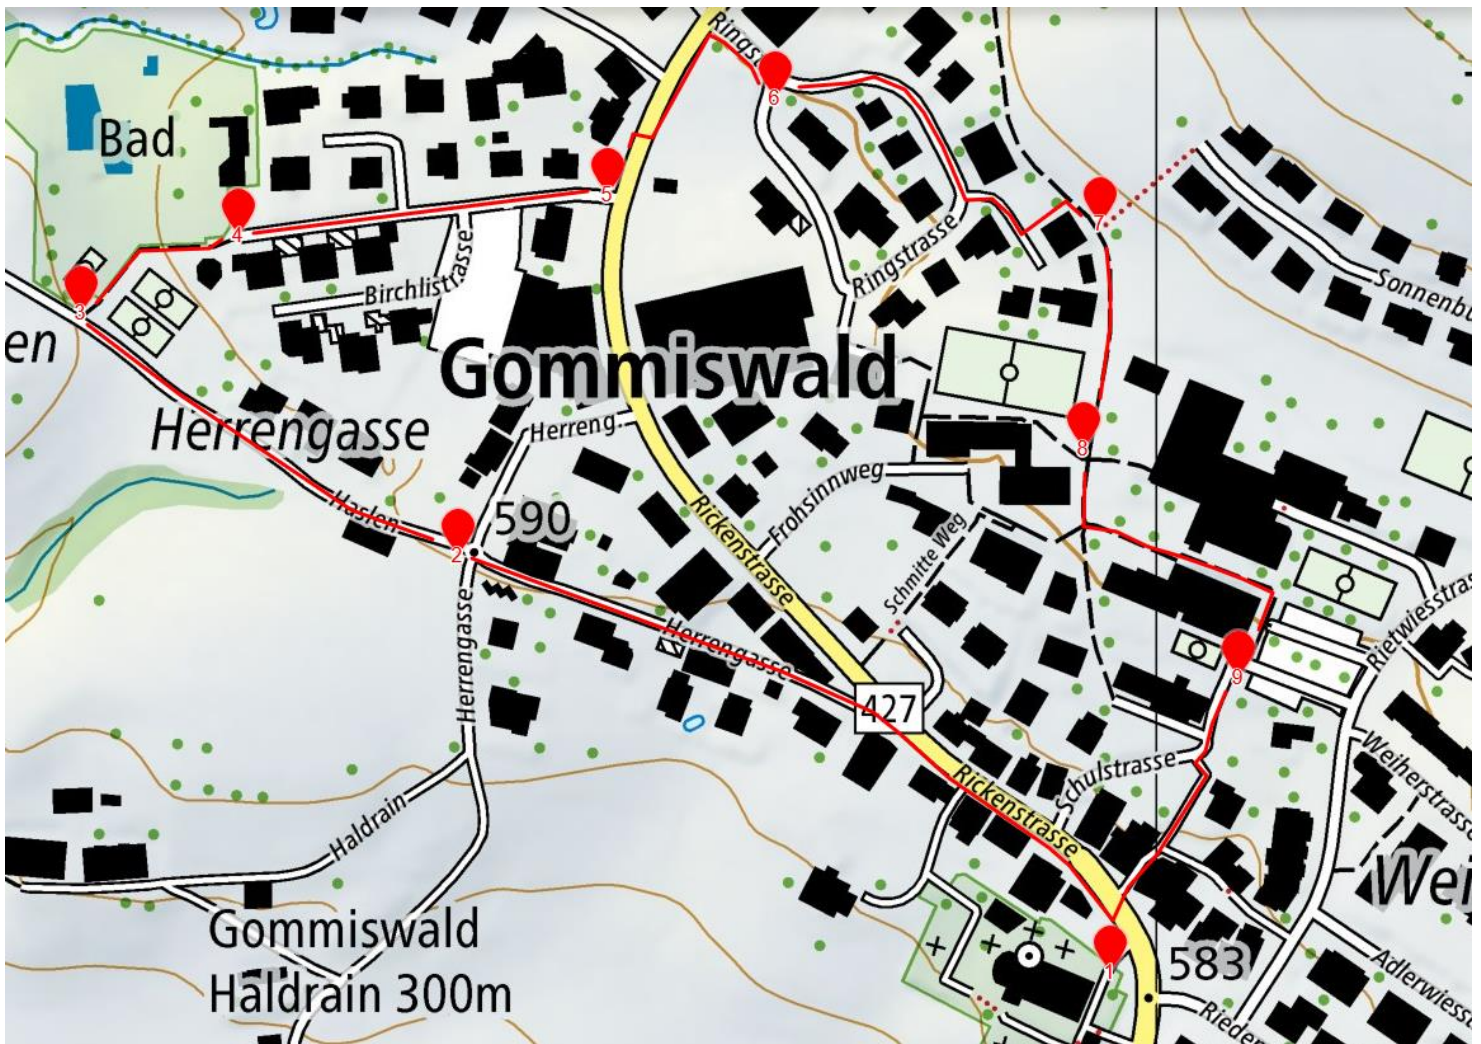 Ringst
6
Bad
7
5
4
Ringstrasse
Birchlistrasse
Sonnenbu
3
en
Gommiswald
Herrengasse
Herreng.
8
Frohsinnweg
Haslen
590
Rickenstrasse
Schmitte Weg
2
Herrengasse
Herrengasse
Rietwiesstras
9
427
Schulstrasse
Weiherstrasse
Rickenstrasse
Haldrain
Wei
Gommiswald
Haldrain 300m
1
583
Adlerwiesst
Rieden